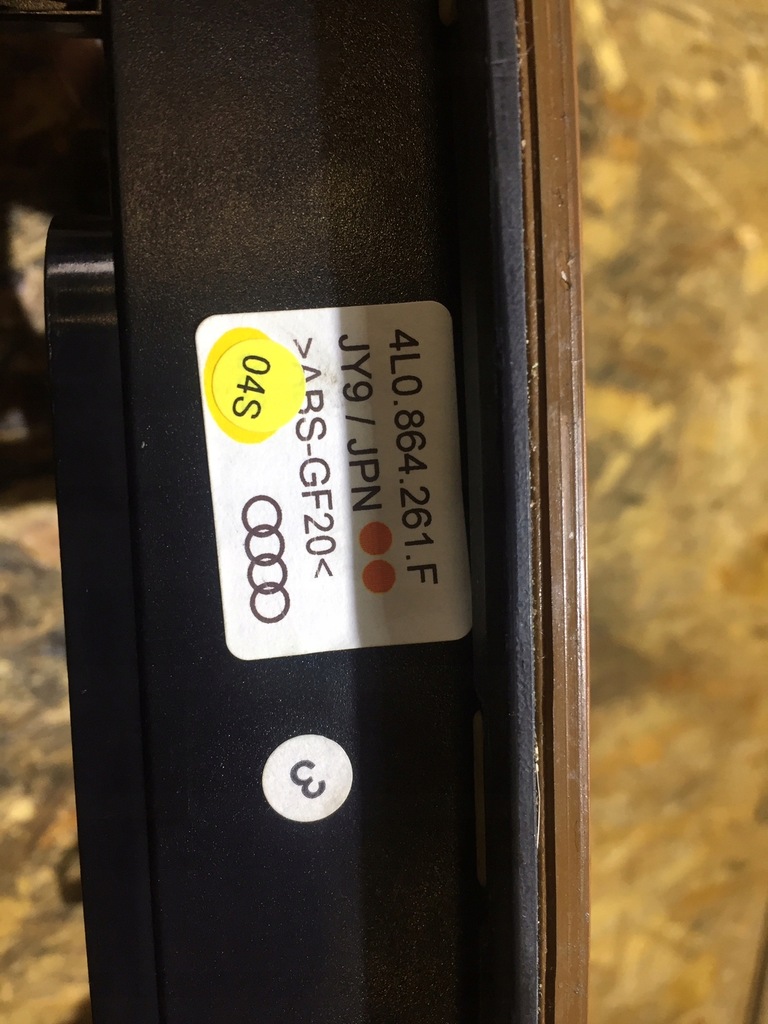 4L0.864.261.F
JY9 / JPN
>ABS-GF20<
04S
3